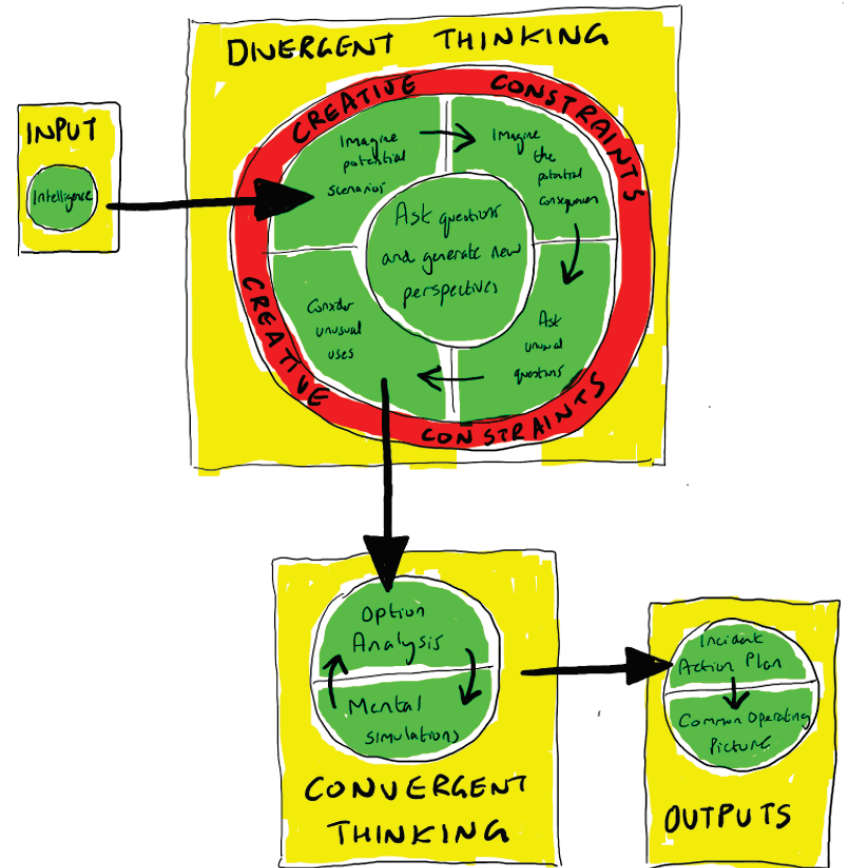 DIVERGENT THINKING
CREATIVE CONSTRAINTS
INPUT
Intelligence
Imagine
potential
scenarios
Imagine
the
potential
consequences
Ask questions
and generate new
perspectives
Ask
unusual
questions
Consider
unusual
uses
CREATIVE CONSTRAINTS
Option
Analysis
Mental
simulations
CONVERGENT
THINKING
Incident
Action Plan
Common Operating
Picture
OUTPUTS